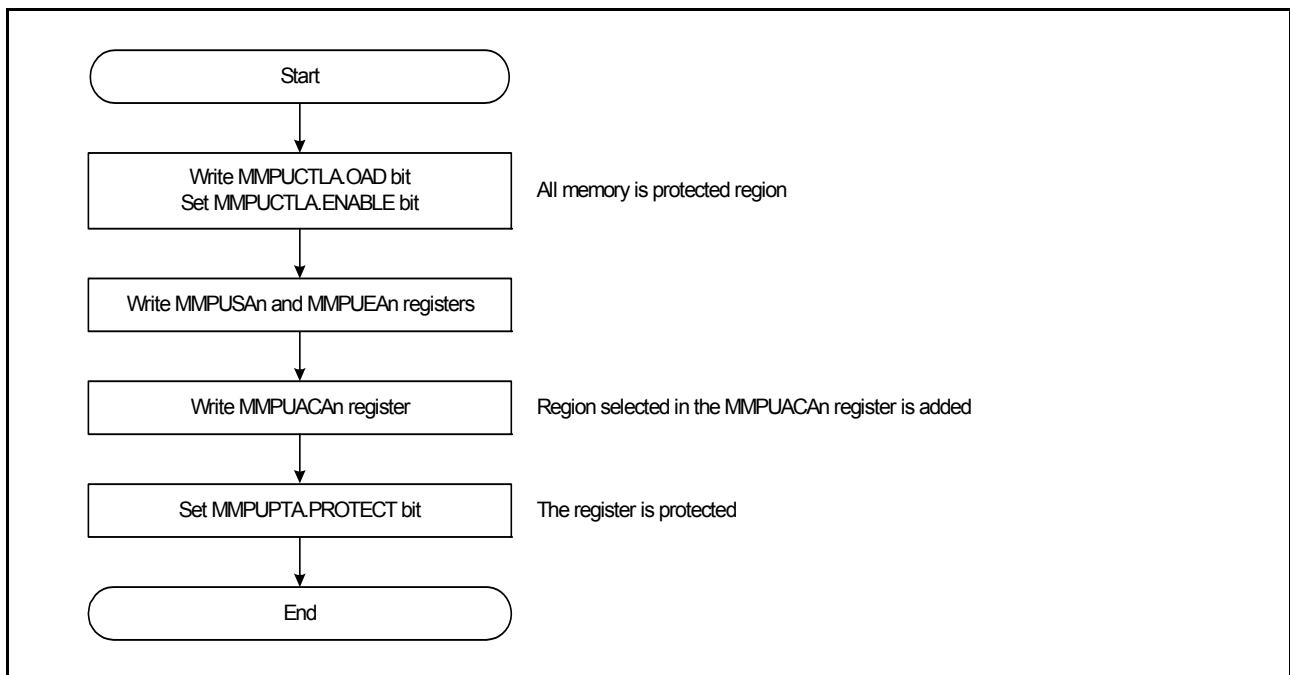 Start
Write MMPUCTLA.OAD bit
Set MMPUCTLA.ENABLE bit
All memory is protected region
Write MMPUSAn and MMPUEAn registers
Write MMPUACAn register
Region selected in the MMPUACAn register is added
Set MMPUPTA.PROTECT bit
The register is protected
End